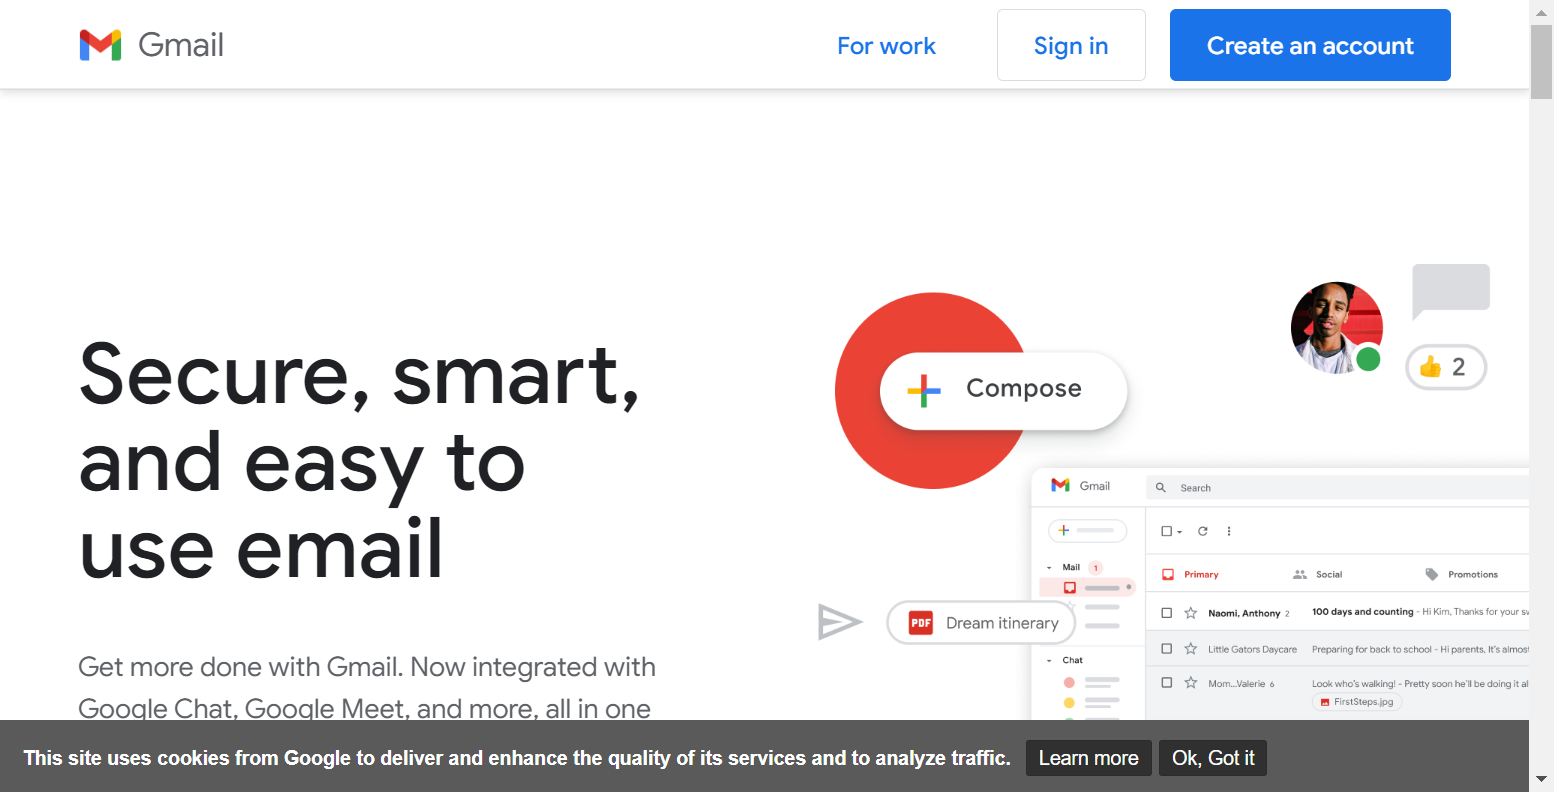 Gmail
For work
Sign in
Create an account
Secure, smart,
and easy to
use email
Get more done with Gmail. Now integrated with
Google Chat, Google Meet, and more, all in one
Compose
2
Gmail
Search
Mail 1
Primary
Social
Promotions
Naomi, Anthony 2
100 days and counting - Hi Kim, Thanks for your
Little Gators Daycare
Preparing for back to school - Hi parents, It's almost
Mom...Valerie 6
Look who's walking! - Pretty soon he'll be doing it
FirstSteps.jpg
Chat
PDF Dream itinerary
This site uses cookies from Google to deliver and enhance the quality of its services and to analyze traffic.
Learn more
Ok, Got it